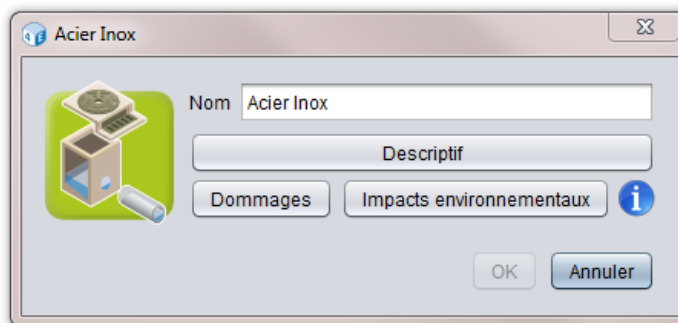 Acier Inox
Nom Acier Inox
Descriptif
Dommages Impacts environnementaux i
OK Annuler